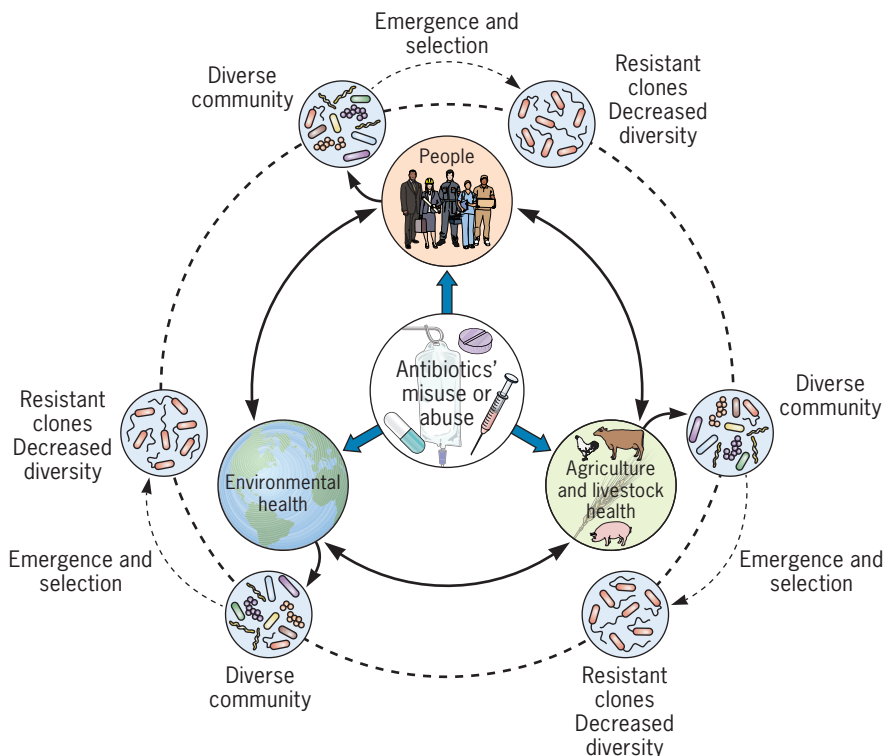 Emergence and
selection
Diverse
community
Resistant
clones
Decreased
diversity
People
Antibiotics’
misuse or
abuse
Resistant
clones
Decreased
diversity
Diverse
community
Environmental
health
Agriculture
and livestock
health
Emergence and
selection
Emergence and
selection
Diverse
community
Resistant
clones
Decreased
diversity